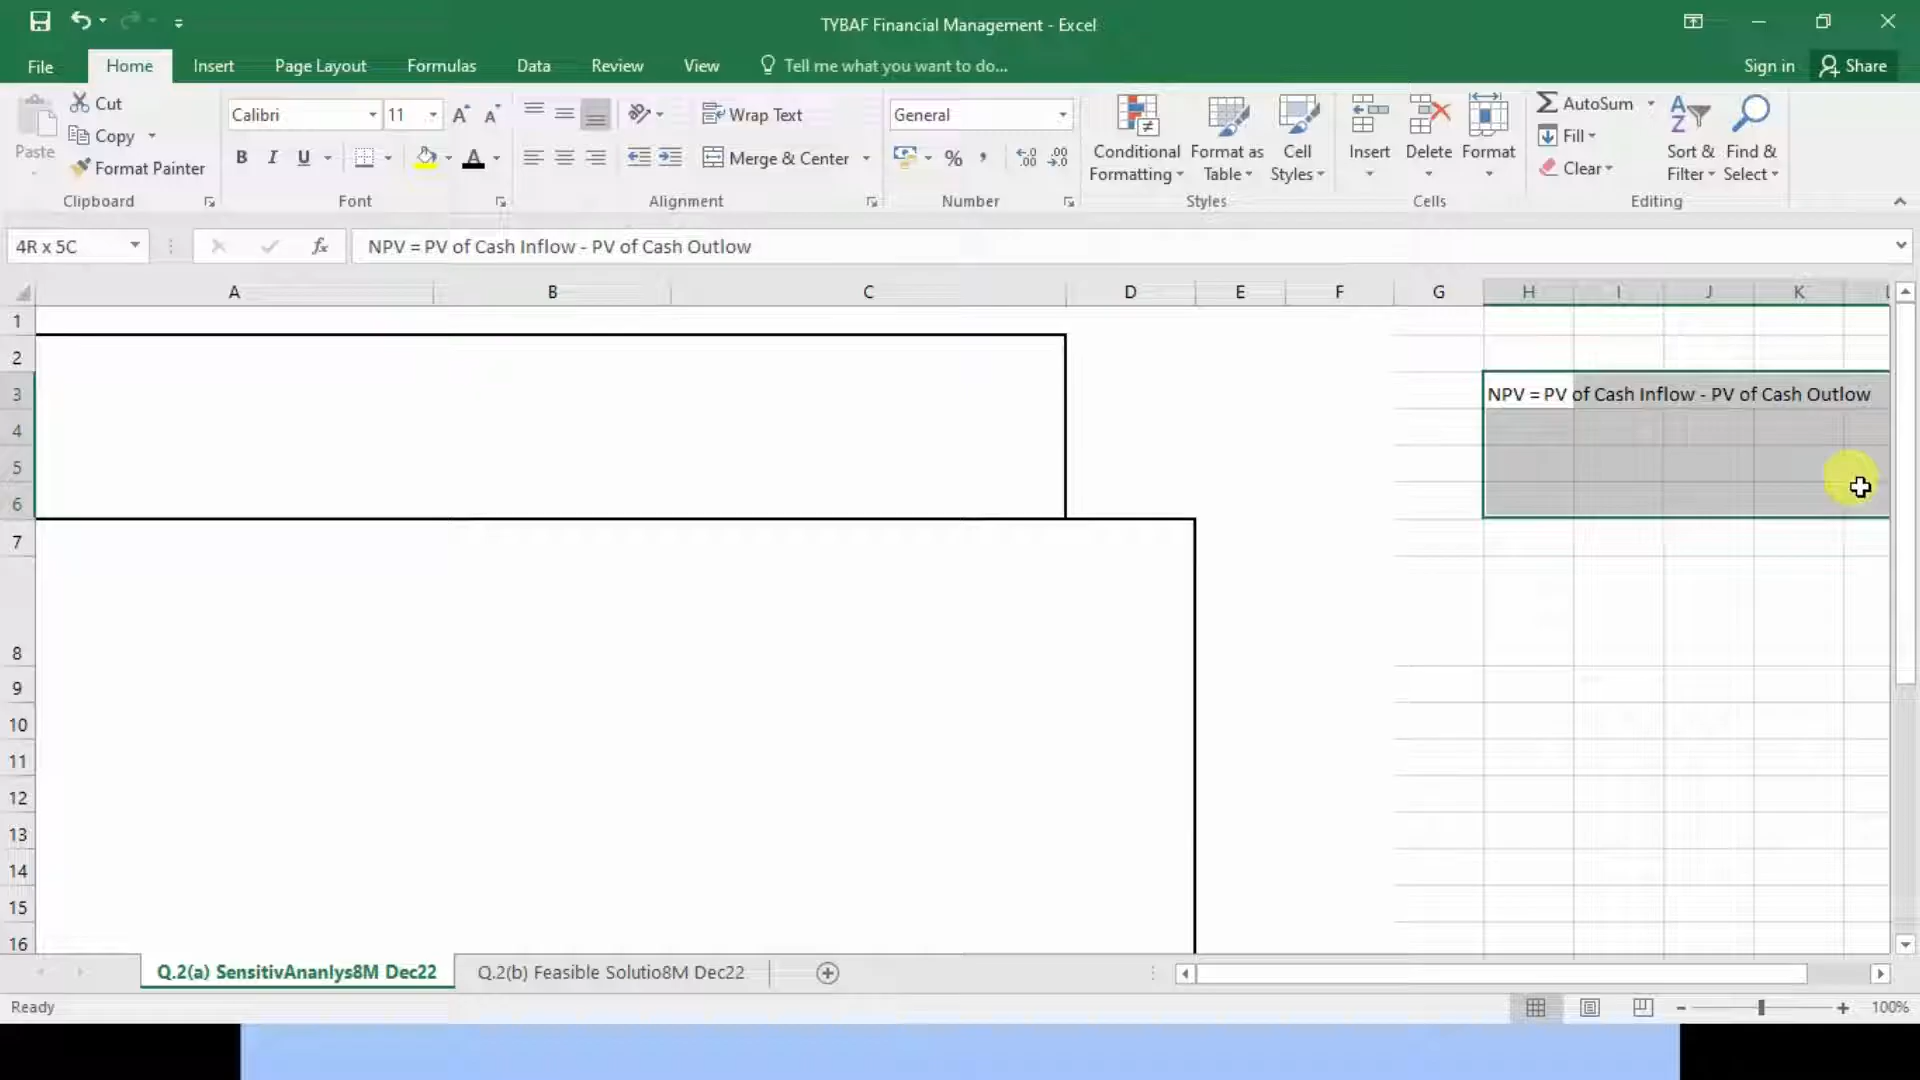 TYBAF Financial Management - Excel
File Home Insert Page Layout Formulas Data Review View Tell me what you want to do... Sign in Share
Paste
Cut
Copy
Format Painter
Clipboard
Calibri 11
B I U
Font
Wrap Text
Merge & Center
Alignment
General
Number
Conditional Formatting
Format as Table
Cell Styles
Styles
Insert
Delete
Format
Cells
AutoSum
Fill
Clear
Sort & Filter
Find & Select
Editing
4R x 5C fx NPV = PV of Cash Inflow - PV of Cash Outlow
A B C D E F G H I J K
1
2
3 NPV = PV of Cash Inflow - PV of Cash Outlow
4
5
6
7
8
9
10
11
12
13
14
15
16
Q.2(a) SensitivAnanlys8M Dec22 Q.2(b) Feasible Solutio8M Dec22
Ready 100%